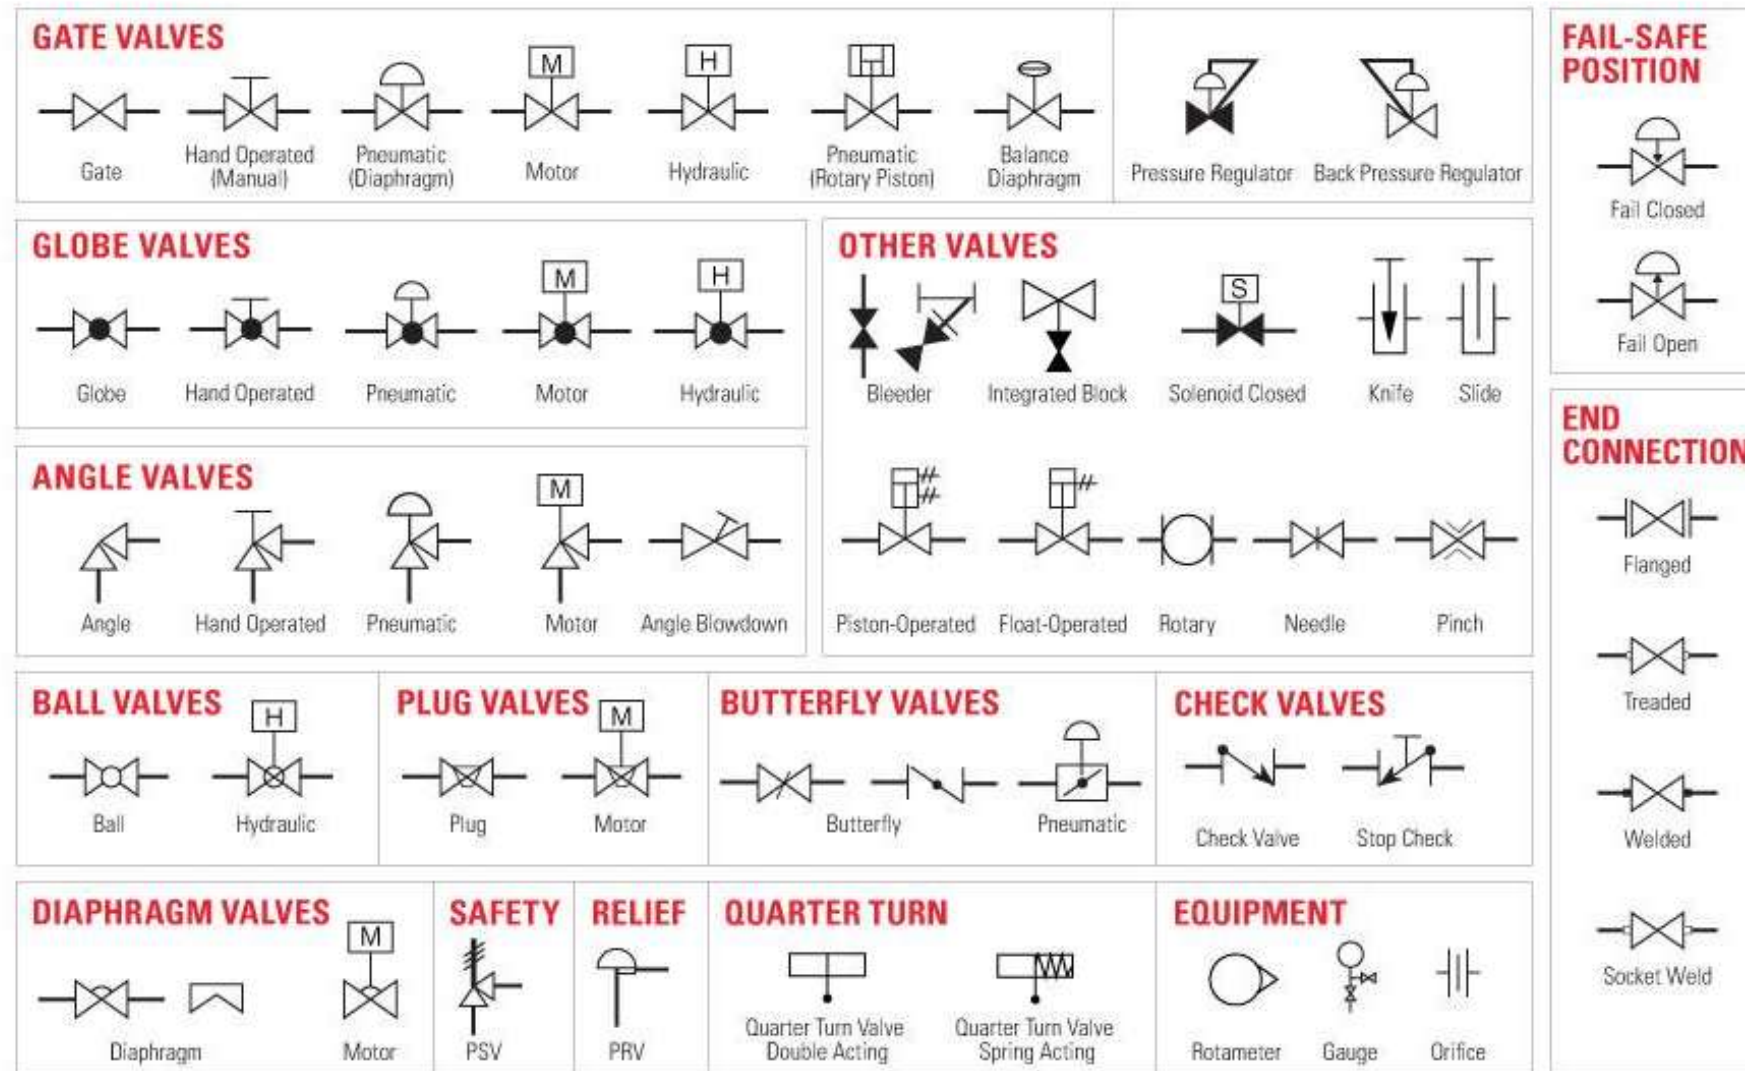 GATE VALVES
M
H
Gate
Hand Operated
(Manual)
Pneumatic
(Diaphragm)
Motor
Hydraulic
Pneumatic
(Rotary Piston)
Balance
Diaphragm
Pressure Regulator
Back Pressure Regulator
FAIL-SAFE
POSITION
Fail Closed
Fail Open
GLOBE VALVES
M
H
Globe
Hand Operated
Pneumatic
Motor
Hydraulic
OTHER VALVES
S
Bleeder
Integrated Block
Solenoid Closed
Knife
Slide
Piston-Operated
Float-Operated
Rotary
Needle
Pinch
ANGLE VALVES
M
Angle
Hand Operated
Pneumatic
Motor
Angle Blowdown
END
CONNECTION
Flanged
Treaded
Welded
Socket Weld
BALL VALVES
H
Ball
Hydraulic
PLUG VALVES
M
Plug
Motor
BUTTERFLY VALVES
Butterfly
Pneumatic
CHECK VALVES
Check Valve
Stop Check
DIAPHRAGM VALVES
M
Diaphragm
Motor
SAFETY
PSV
RELIEF
PRV
QUARTER TURN
Quarter Turn Valve
Double Acting
Quarter Turn Valve
Spring Acting
EQUIPMENT
Rotameter
Gauge
Orifice